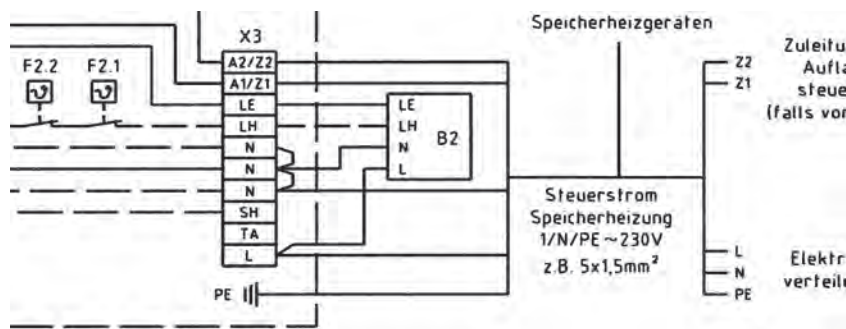 Speicherheizgeräten
X3
F2.2
F2.1
A2/Z2
A1/Z1
LE
LH
N
N
N
SH
TA
L
PE
LE
LH
N
L
B2
Steuerstrom
Speicherheizung
1/N/PE ~ 230V
z.B. 5x1,5mm²
Z2
Z1
L
N
PE